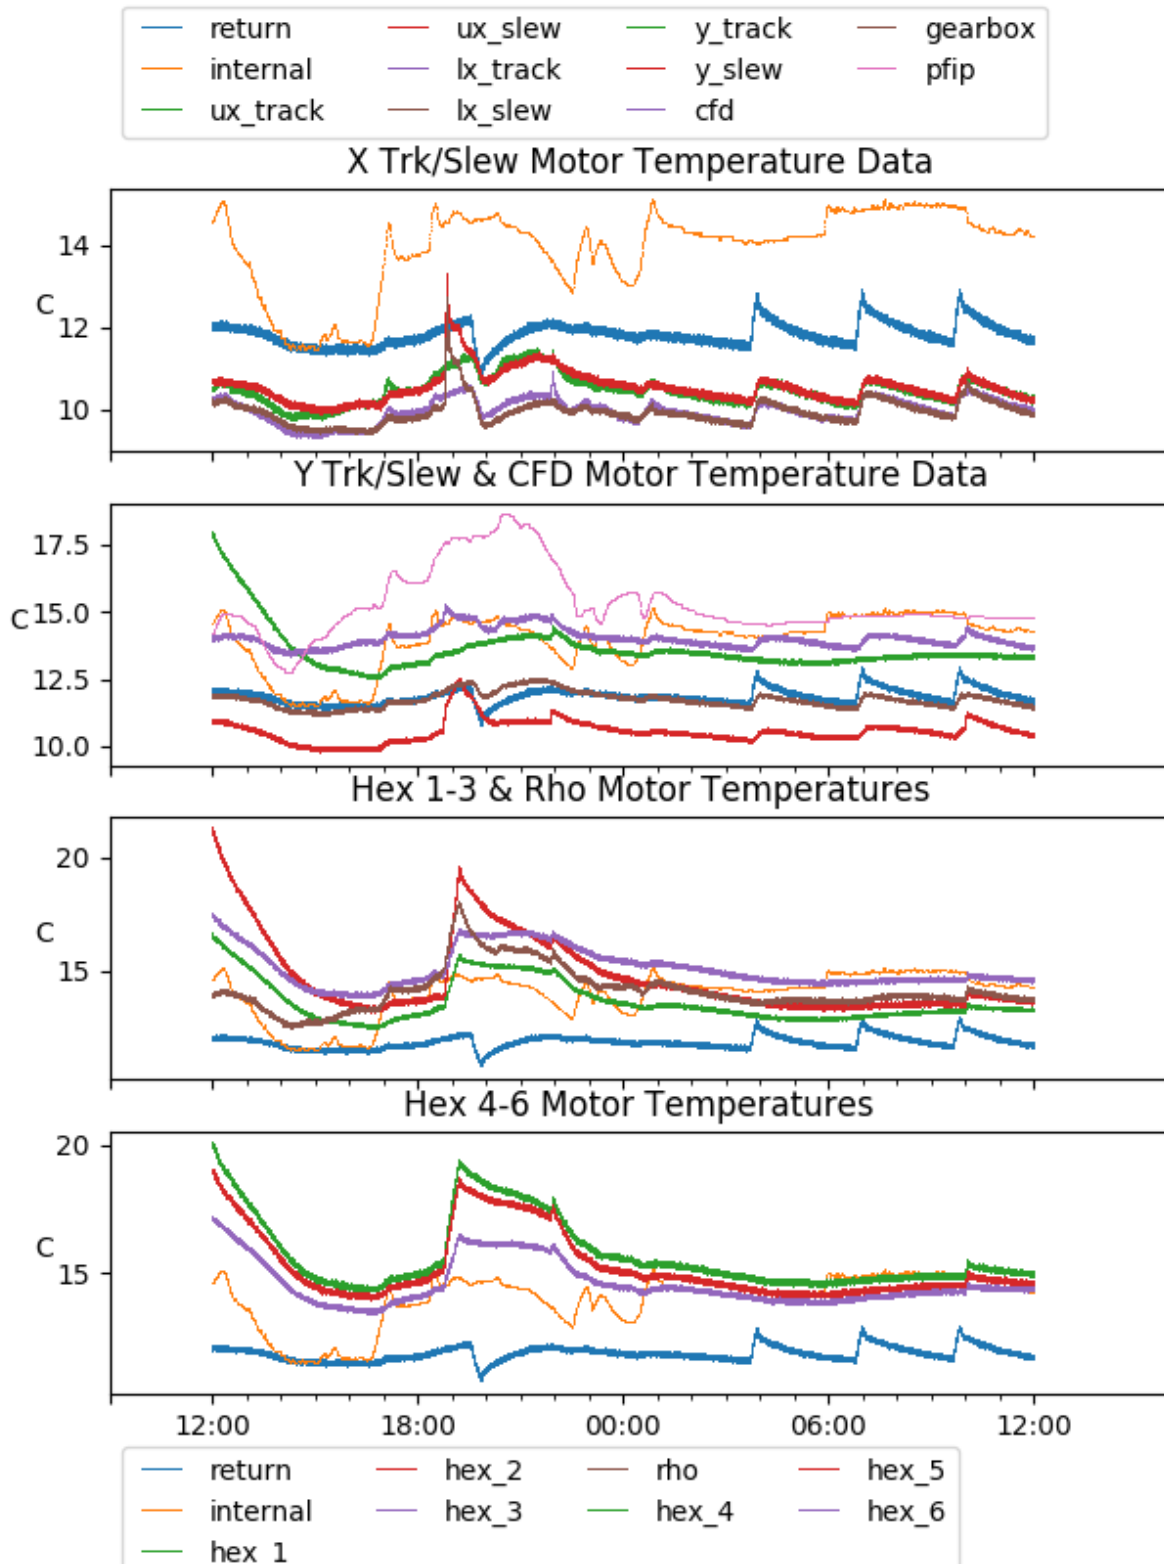 return ux_slew y_track gearbox
internal lx_track y_slew pfip
ux_track lx_slew cfd
X Trk/Slew Motor Temperature Data
14
C
12
10
Y Trk/Slew & CFD Motor Temperature Data
17.5
C 15.0
12.5
10.0
Hex 1-3 & Rho Motor Temperatures
20
C
15
Hex 4-6 Motor Temperatures
20
C
15
12:00 18:00 00:00 06:00 12:00
return hex_2 rho hex_5
internal hex_3 hex_4 hex_6
hex_1